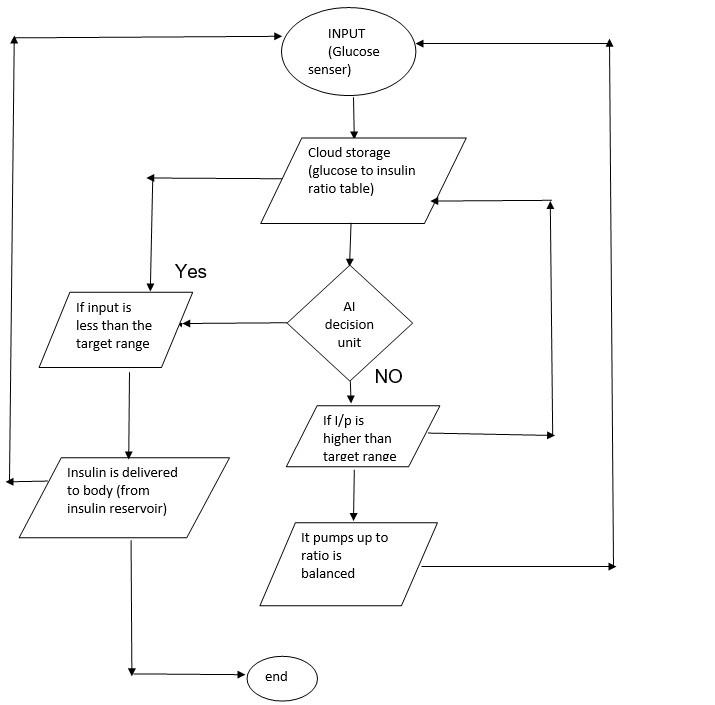 INPUT
(Glucose
senser)
Cloud storage
(glucose to insulin
ratio table)
Yes
If input is
less than the
target range
AI
decision
unit
NO
If I/p is
higher than
target range
Insulin is delivered
to body (from
insulin reservoir)
It pumps up to
ratio is
balanced
end